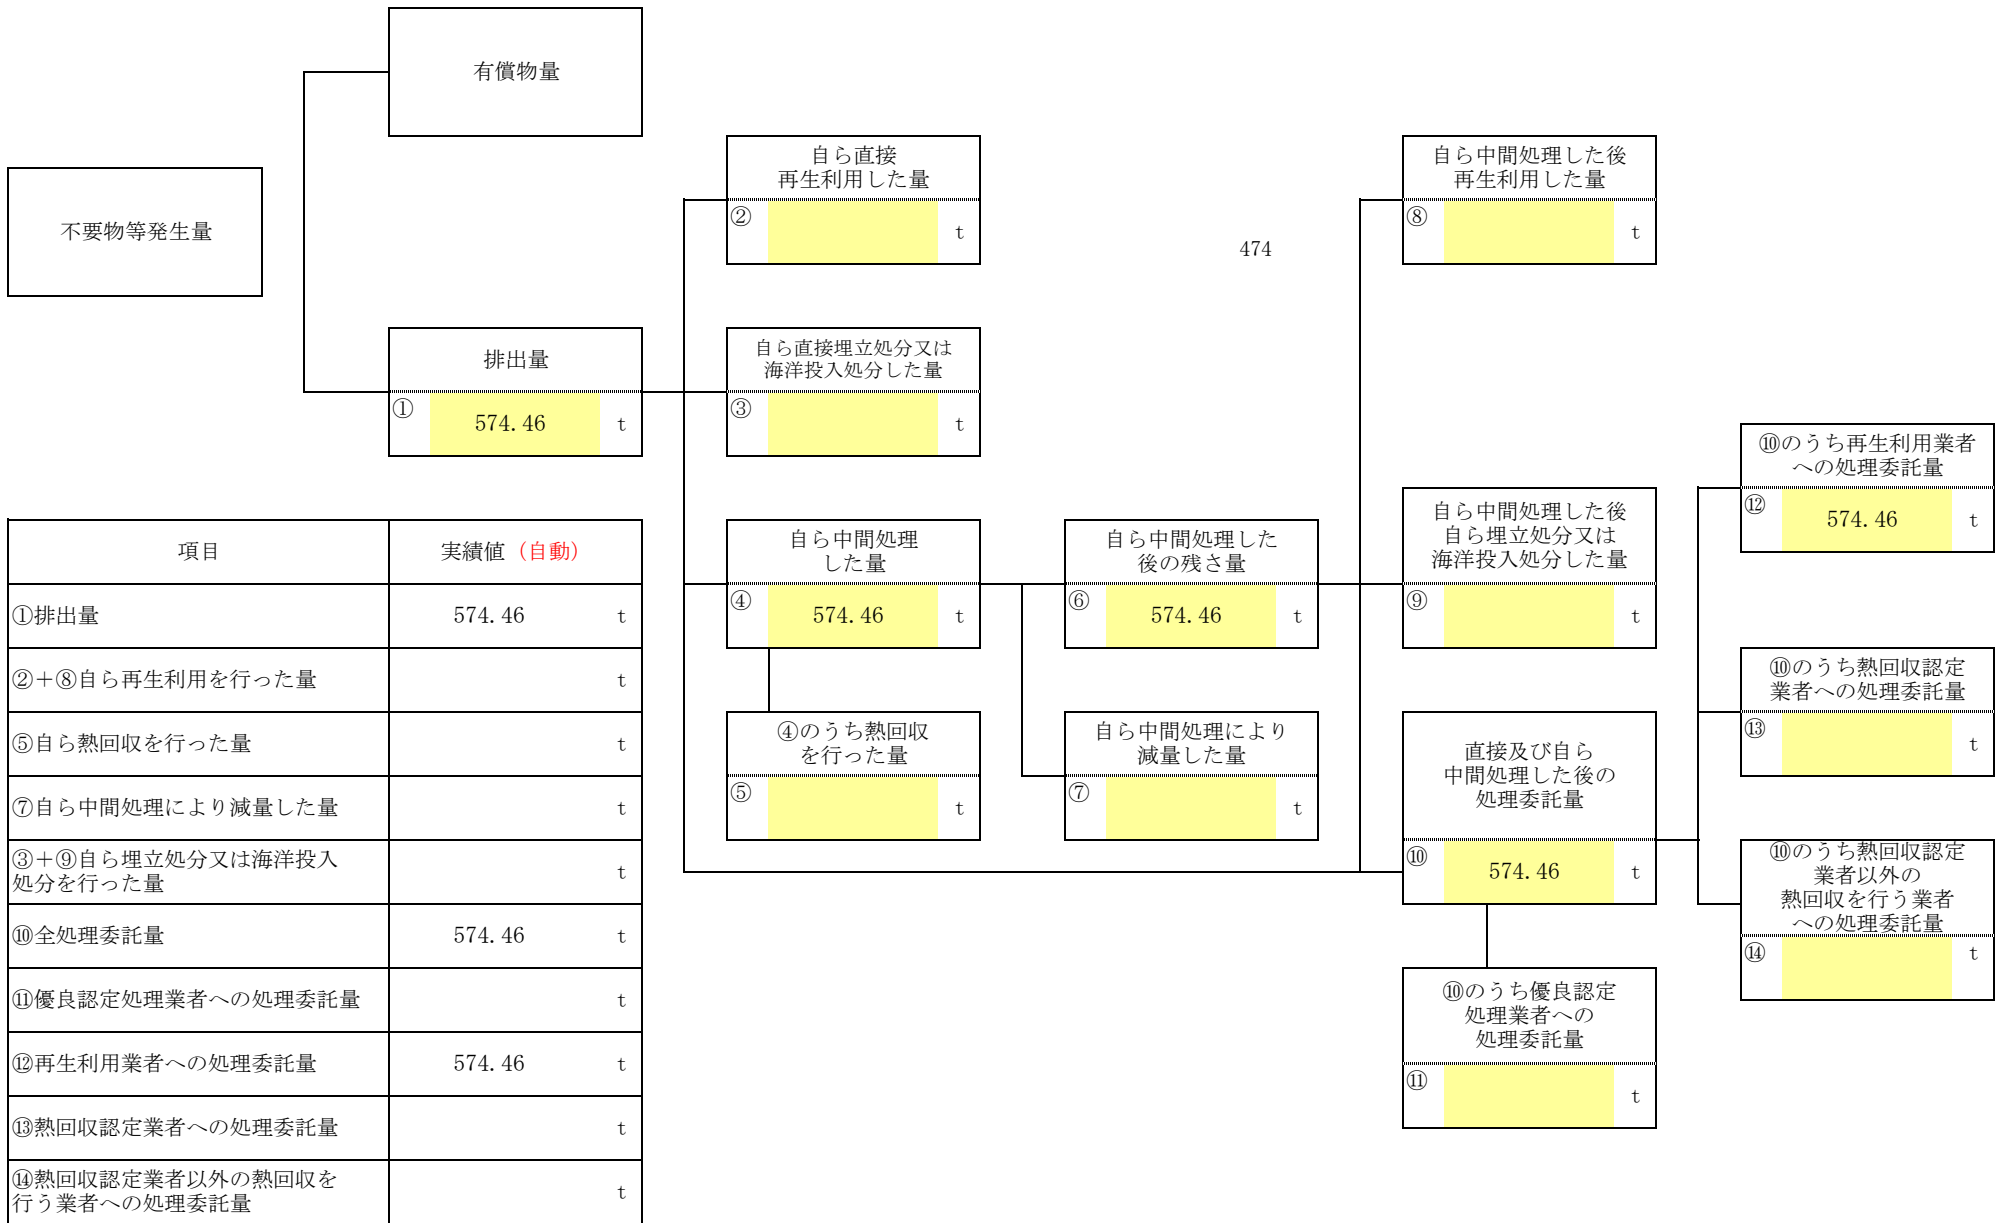 有償物量
不要物等発生量
自ら直接
再生利用した量
②
t
474
自ら中間処理した後
再生利用した量
⑧
t
排出量
①
574.46
t
自ら直接埋立処分又は
海洋投入処分した量
③
t
⑩のうち再生利用業者
への処理委託量
⑫
574.46
t
自ら中間処理
した量
④
574.46
t
自ら中間処理した
後の残さ量
⑥
574.46
t
自ら中間処理した後
自ら埋立処分又は
海洋投入処分した量
⑨
t
⑩のうち熱回収認定
業者への処理委託量
⑬
t
④のうち熱回収
を行った量
⑤
t
自ら中間処理により
減量した量
⑦
t
直接及び自ら
中間処理した後の
処理委託量
⑩
574.46
t
⑩のうち熱回収認定
業者以外の
熱回収を行う業者
への処理委託量
⑭
t
⑩のうち優良認定
処理業者への
処理委託量
⑪
t
項目 実績値（自動）
①排出量 574.46 t
②＋⑧自ら再生利用を行った量 t
⑤自ら熱回収を行った量 t
⑦自ら中間処理により減量した量 t
③＋⑨自ら埋立処分又は海洋投入
処分を行った量 t
⑩全処理委託量 574.46 t
⑪優良認定処理業者への処理委託量 t
⑫再生利用業者への処理委託量 574.46 t
⑬熱回収認定業者への処理委託量 t
⑭熱回収認定業者以外の熱回収を
行う業者への処理委託量 t